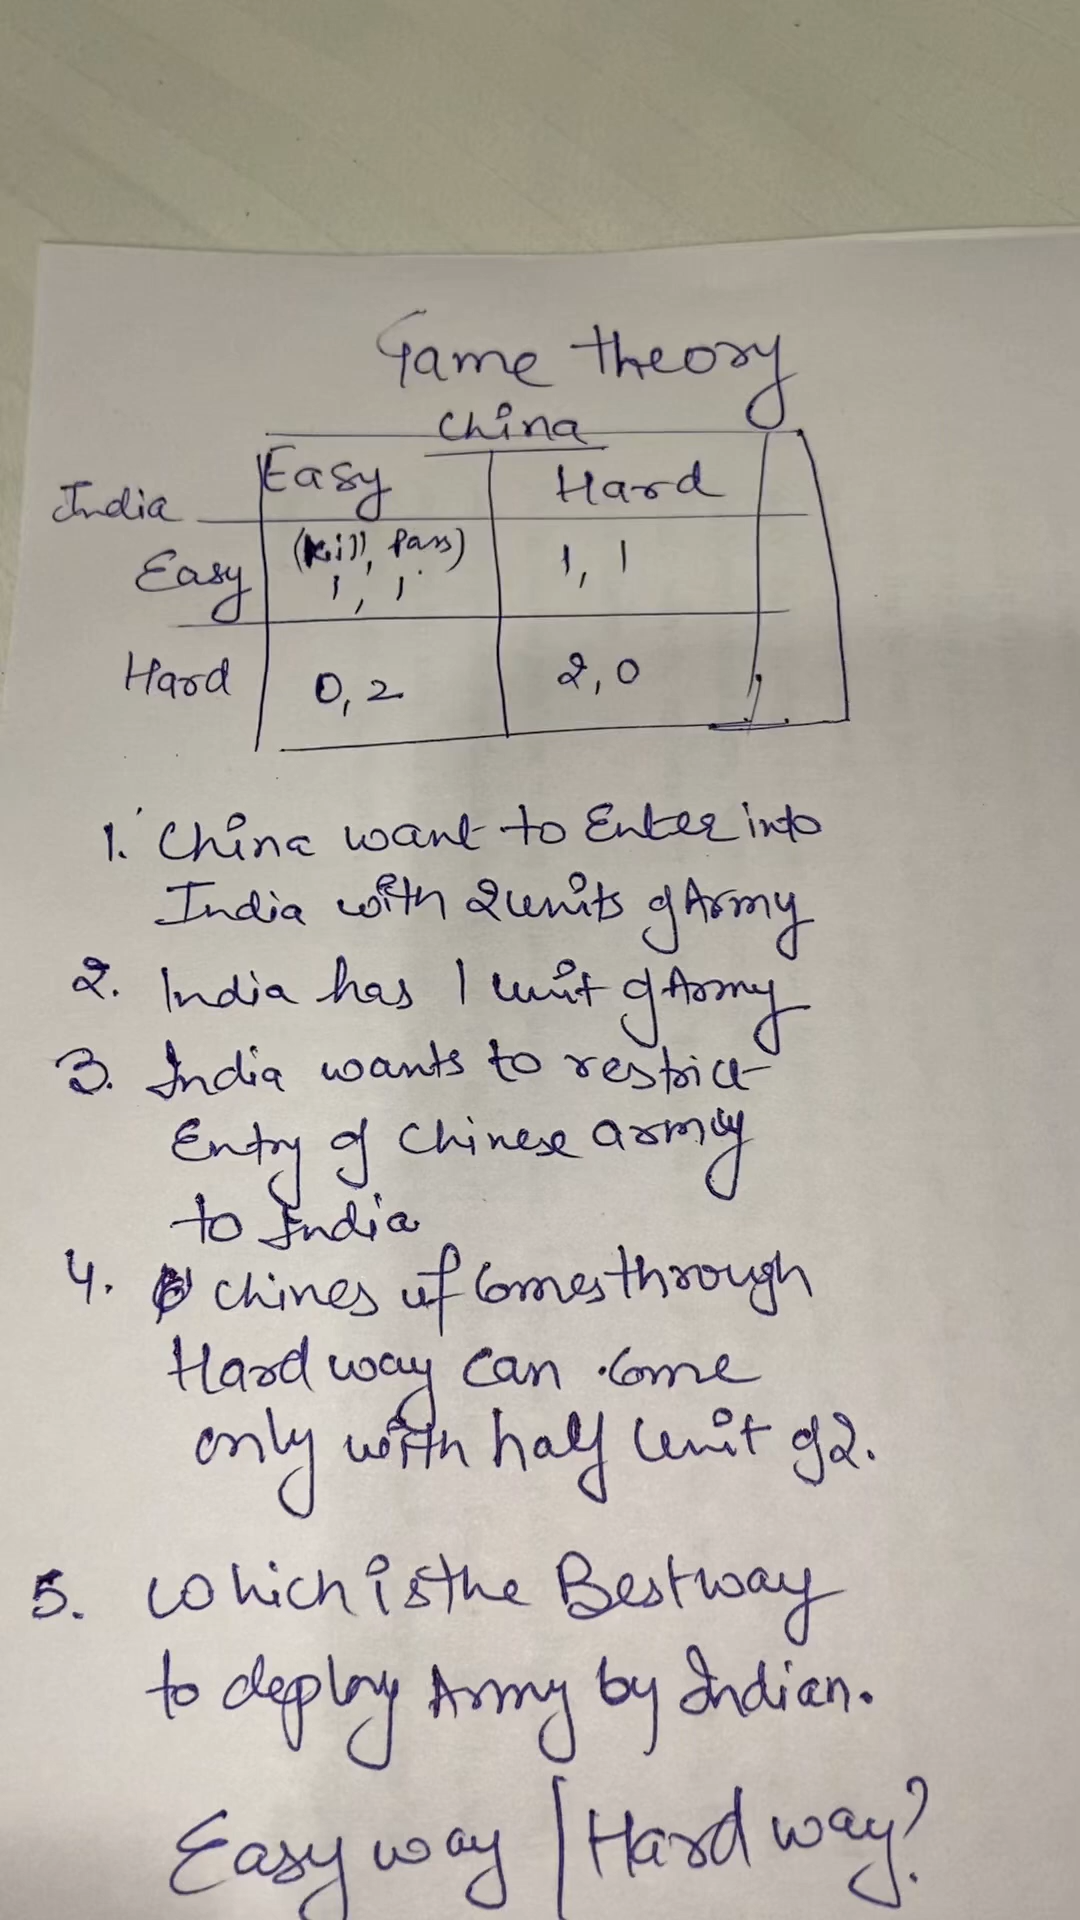 Game theory
China
India Easy Hard
Easy (kill, Pass) 1, 1 1, 1
Hard 0, 2 2, 0
1. China want to Enter into
India with 2 units of Army
2. India has 1 unit of Army
3. India wants to restrict
Entry of Chinese army
to India
4. Chines if Comes through
Hard way can Come
only with half Unit of 2.
5. Which is the Best way
to deploy Army by Indian.
Easy way | Hard way?